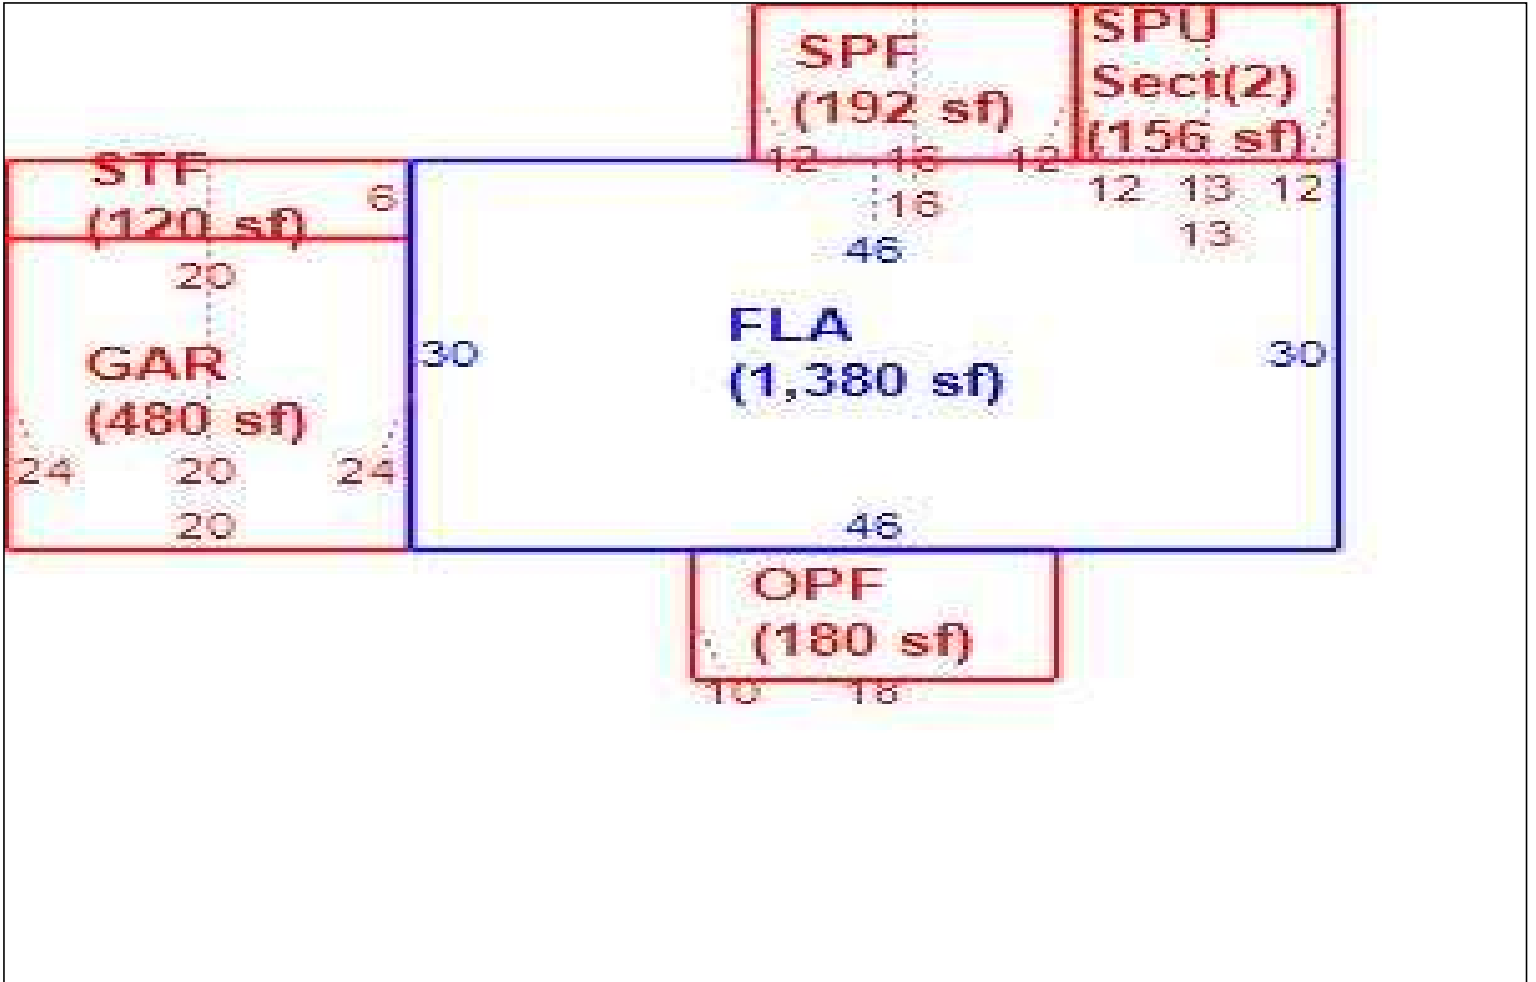 SPF
(192 sf)
12 16 12
16
SPU
Sect(2)
(156 sf)
12 13 12
13
STF
(120 sf)
6
20
GAR
(480 sf)
24 20 24
20
46
FLA
(1,380 sf)
30
30
46
OPF
(180 sf)
10 18